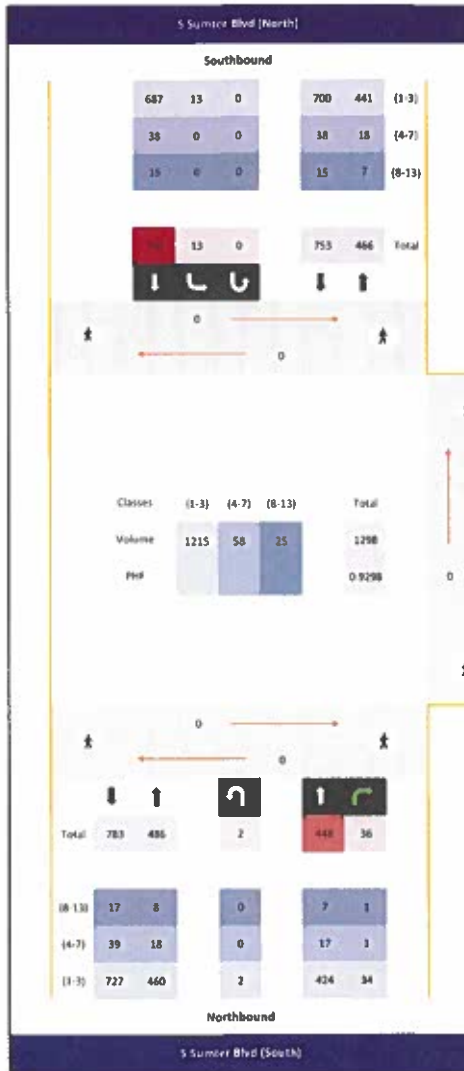 S Sumter Blvd (North)
Southbound
687 13 0 700 441 (1-3)
38 0 0 38 18 (4-7)
15 0 0 15 7 (8-13)
13 0 753 466 Total
0
0
Classes (1-3) (4-7) (8-13) Total
Volume 1215 58 25 1298
PHF 0.9298
0
0
0
Total 783 486 2 448 36
(8-13) 17 8 0 7 1
(4-7) 39 18 0 17 1
(1-3) 727 460 2 424 34
Northbound
S Sumter Blvd (South)